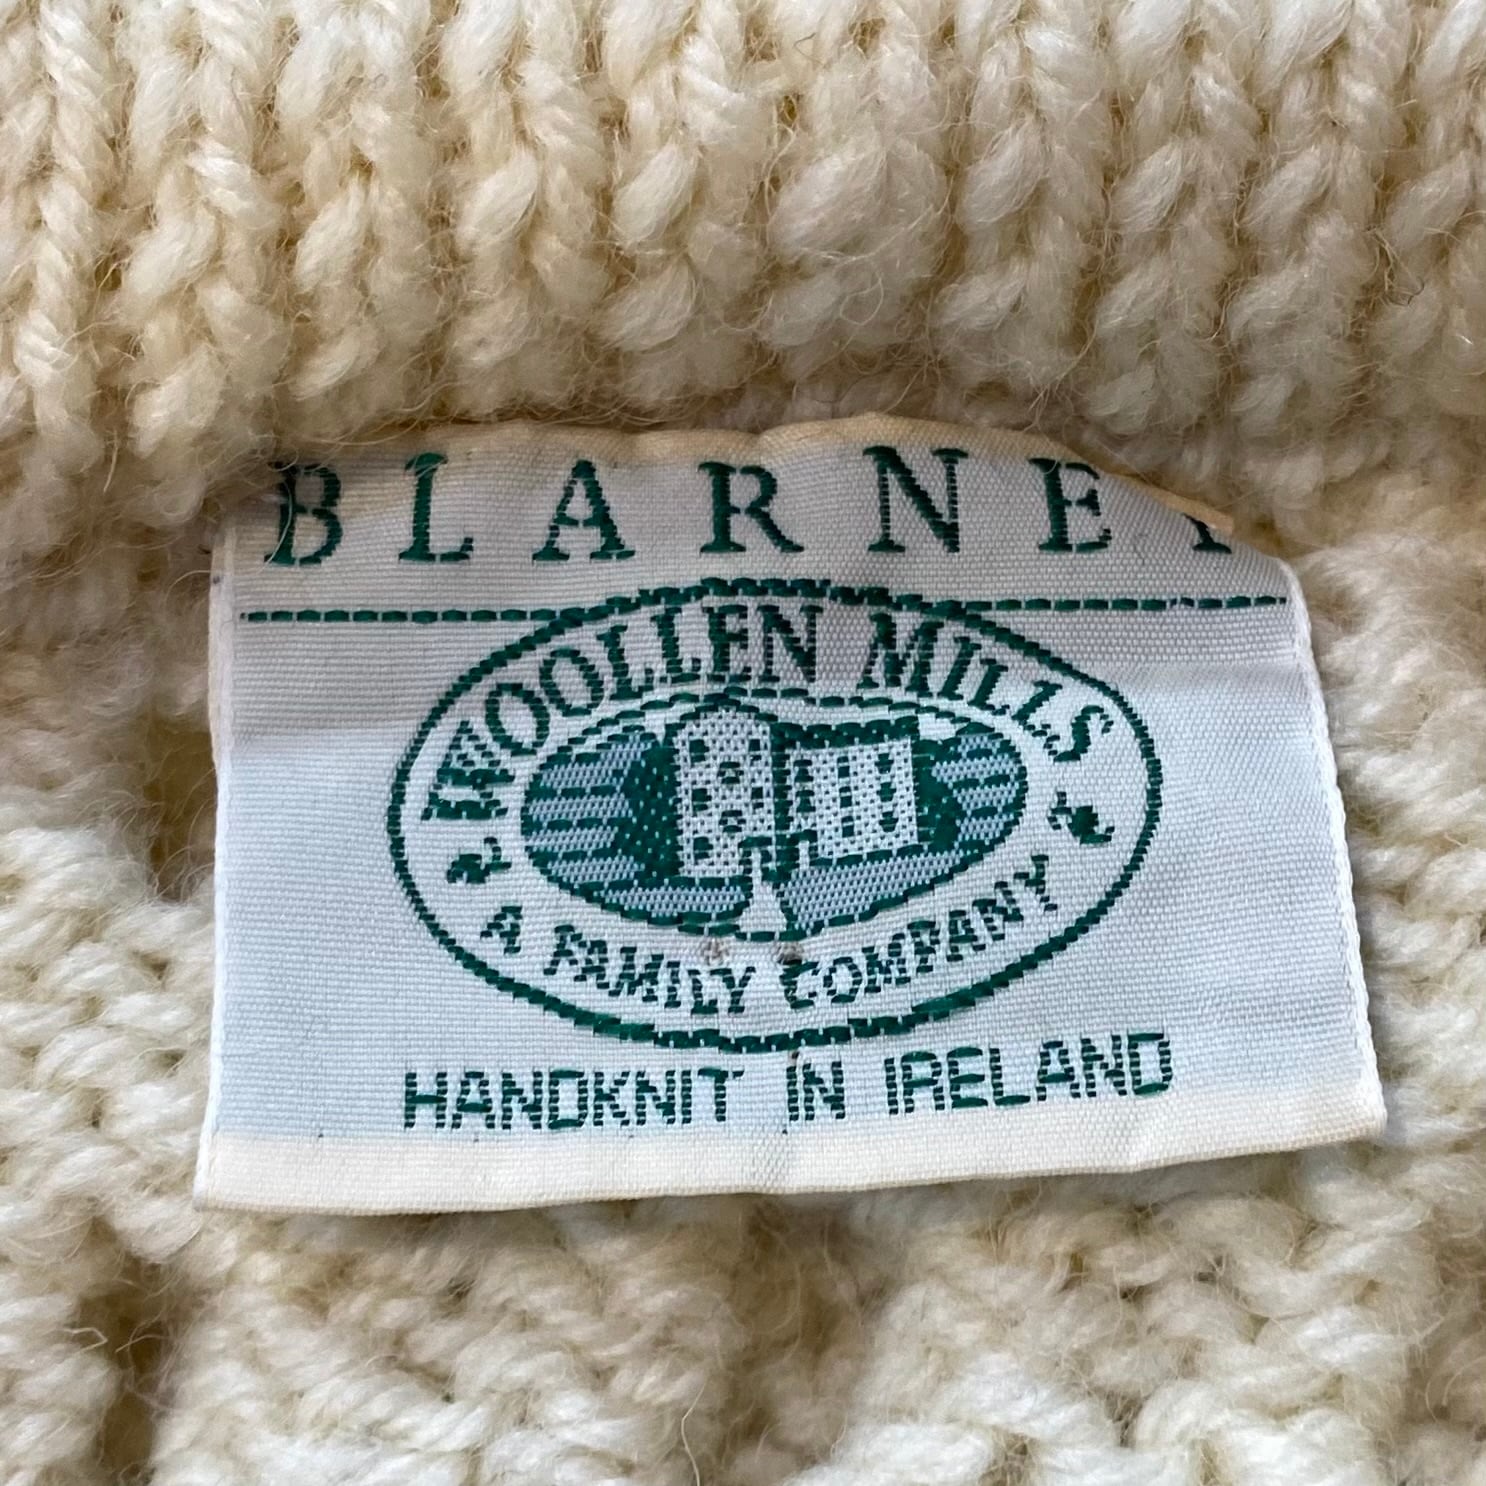 BLARNEY
WOOLLEN MILLS
A FAMILY COMPANY
HANDKNIT IN IRELAND